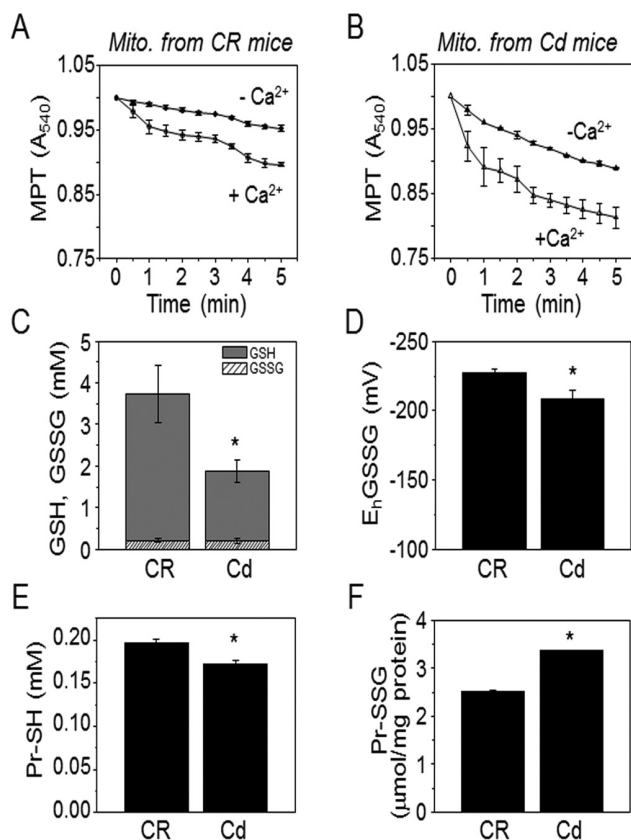 A
Mito. from CR mice
1.05
0.95
0.85
0.75
MPT (A540)
- Ca2+
+ Ca2+
0 1 2 3 4 5
Time (min)
B
Mito. from Cd mice
1.05
0.95
0.85
0.75
MPT (A540)
-Ca2+
+Ca2+
0 1 2 3 4 5
Time (min)
C
GSH, GSSG (mM)
5
4
3
2
1
0
GSH
GSSG
*
CR Cd
D
EhGSSG (mV)
-250
-200
-150
-100
*
CR Cd
E
Pr-SH (mM)
0.20
0.15
0.10
0.05
0.00
*
CR Cd
F
Pr-SSG
(μmol/mg protein)
4
3
2
1
0
*
CR Cd